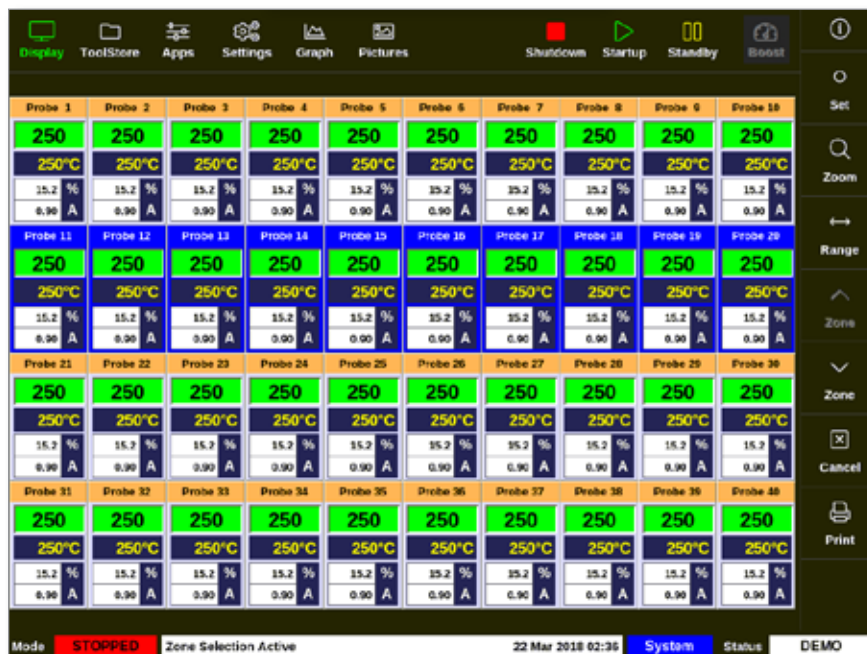 Display ToolStore Apps Settings Graph Pictures Shutdown Startup Standby Boost
Set
Zoom
Range
Zone
Zone
Cancel
Print
Probe 1 Probe 2 Probe 3 Probe 4 Probe 5 Probe 6 Probe 7 Probe 8 Probe 9 Probe 10
250 250 250 250 250 250 250 250 250 250
250°C 250°C 250°C 250°C 250°C 250°C 250°C 250°C 250°C 250°C
15.2 % 15.2 % 15.2 % 15.2 % 15.2 % 15.2 % 15.2 % 15.2 % 15.2 % 15.2 %
0.90 A 0.90 A 0.90 A 0.90 A 0.90 A 0.90 A 0.90 A 0.90 A 0.90 A 0.90 A
Probe 11 Probe 12 Probe 13 Probe 14 Probe 15 Probe 16 Probe 17 Probe 18 Probe 19 Probe 20
250 250 250 250 250 250 250 250 250 250
250°C 250°C 250°C 250°C 250°C 250°C 250°C 250°C 250°C 250°C
15.2 % 15.2 % 15.2 % 15.2 % 15.2 % 15.2 % 15.2 % 15.2 % 15.2 % 15.2 %
0.90 A 0.90 A 0.90 A 0.90 A 0.90 A 0.90 A 0.90 A 0.90 A 0.90 A 0.90 A
Probe 21 Probe 22 Probe 23 Probe 24 Probe 25 Probe 26 Probe 27 Probe 28 Probe 29 Probe 30
250 250 250 250 250 250 250 250 250 250
250°C 250°C 250°C 250°C 250°C 250°C 250°C 250°C 250°C 250°C
15.2 % 15.2 % 15.2 % 15.2 % 15.2 % 15.2 % 15.2 % 15.2 % 15.2 % 15.2 %
0.90 A 0.90 A 0.90 A 0.90 A 0.90 A 0.90 A 0.90 A 0.90 A 0.90 A 0.90 A
Probe 31 Probe 32 Probe 33 Probe 34 Probe 35 Probe 36 Probe 37 Probe 38 Probe 39 Probe 40
250 250 250 250 250 250 250 250 250 250
250°C 250°C 250°C 250°C 250°C 250°C 250°C 250°C 250°C 250°C
15.2 % 15.2 % 15.2 % 15.2 % 15.2 % 15.2 % 15.2 % 15.2 % 15.2 % 15.2 %
0.90 A 0.90 A 0.90 A 0.90 A 0.90 A 0.90 A 0.90 A 0.90 A 0.90 A 0.90 A
Mode STOPPED Zone Selection Active 22 Mar 2018 02:36 System Status DEMO